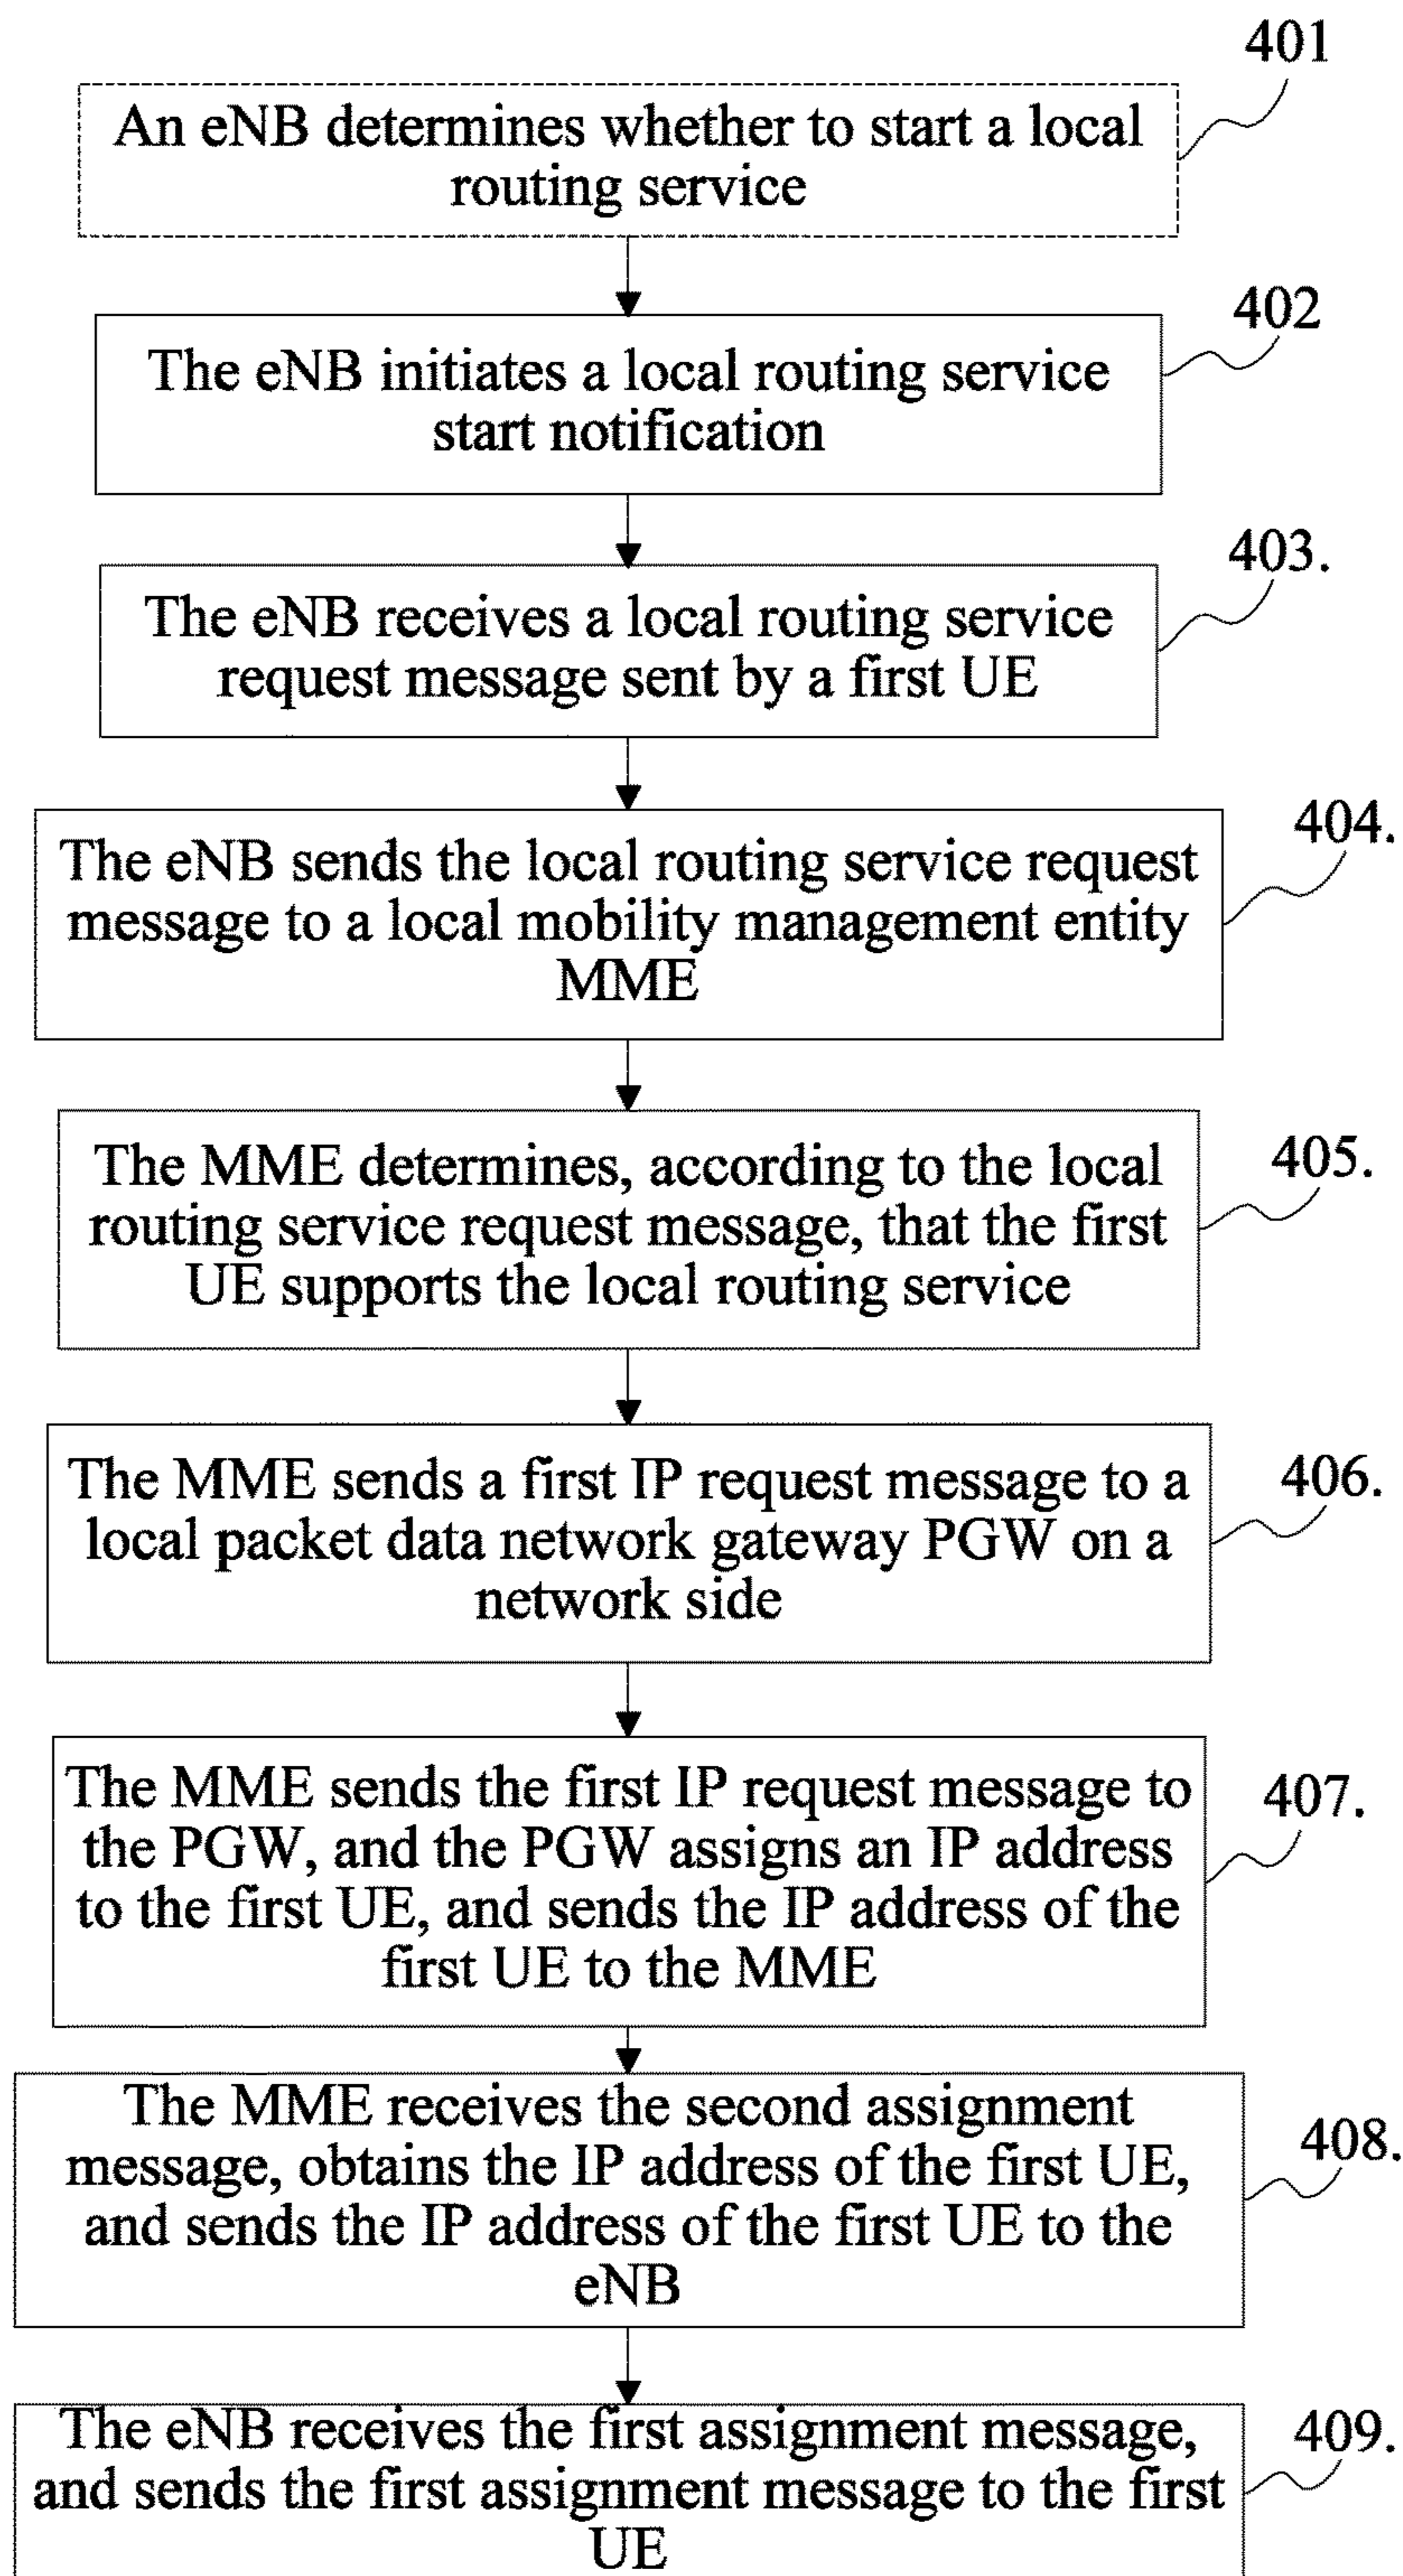 401
An eNB determines whether to start a local
routing service
402
The eNB initiates a local routing service
start notification
403.
The eNB receives a local routing service
request message sent by a first UE
404.
The eNB sends the local routing service request
message to a local mobility management entity
MME
405.
The MME determines, according to the local
routing service request message, that the first
UE supports the local routing service
406.
The MME sends a first IP request message to a
local packet data network gateway PGW on a
network side
407.
The MME sends the first IP request message to
the PGW, and the PGW assigns an IP address
to the first UE, and sends the IP address of the
first UE to the MME
408.
The MME receives the second assignment
message, obtains the IP address of the first UE,
and sends the IP address of the first UE to the
eNB
409.
The eNB receives the first assignment message,
and sends the first assignment message to the first
UE